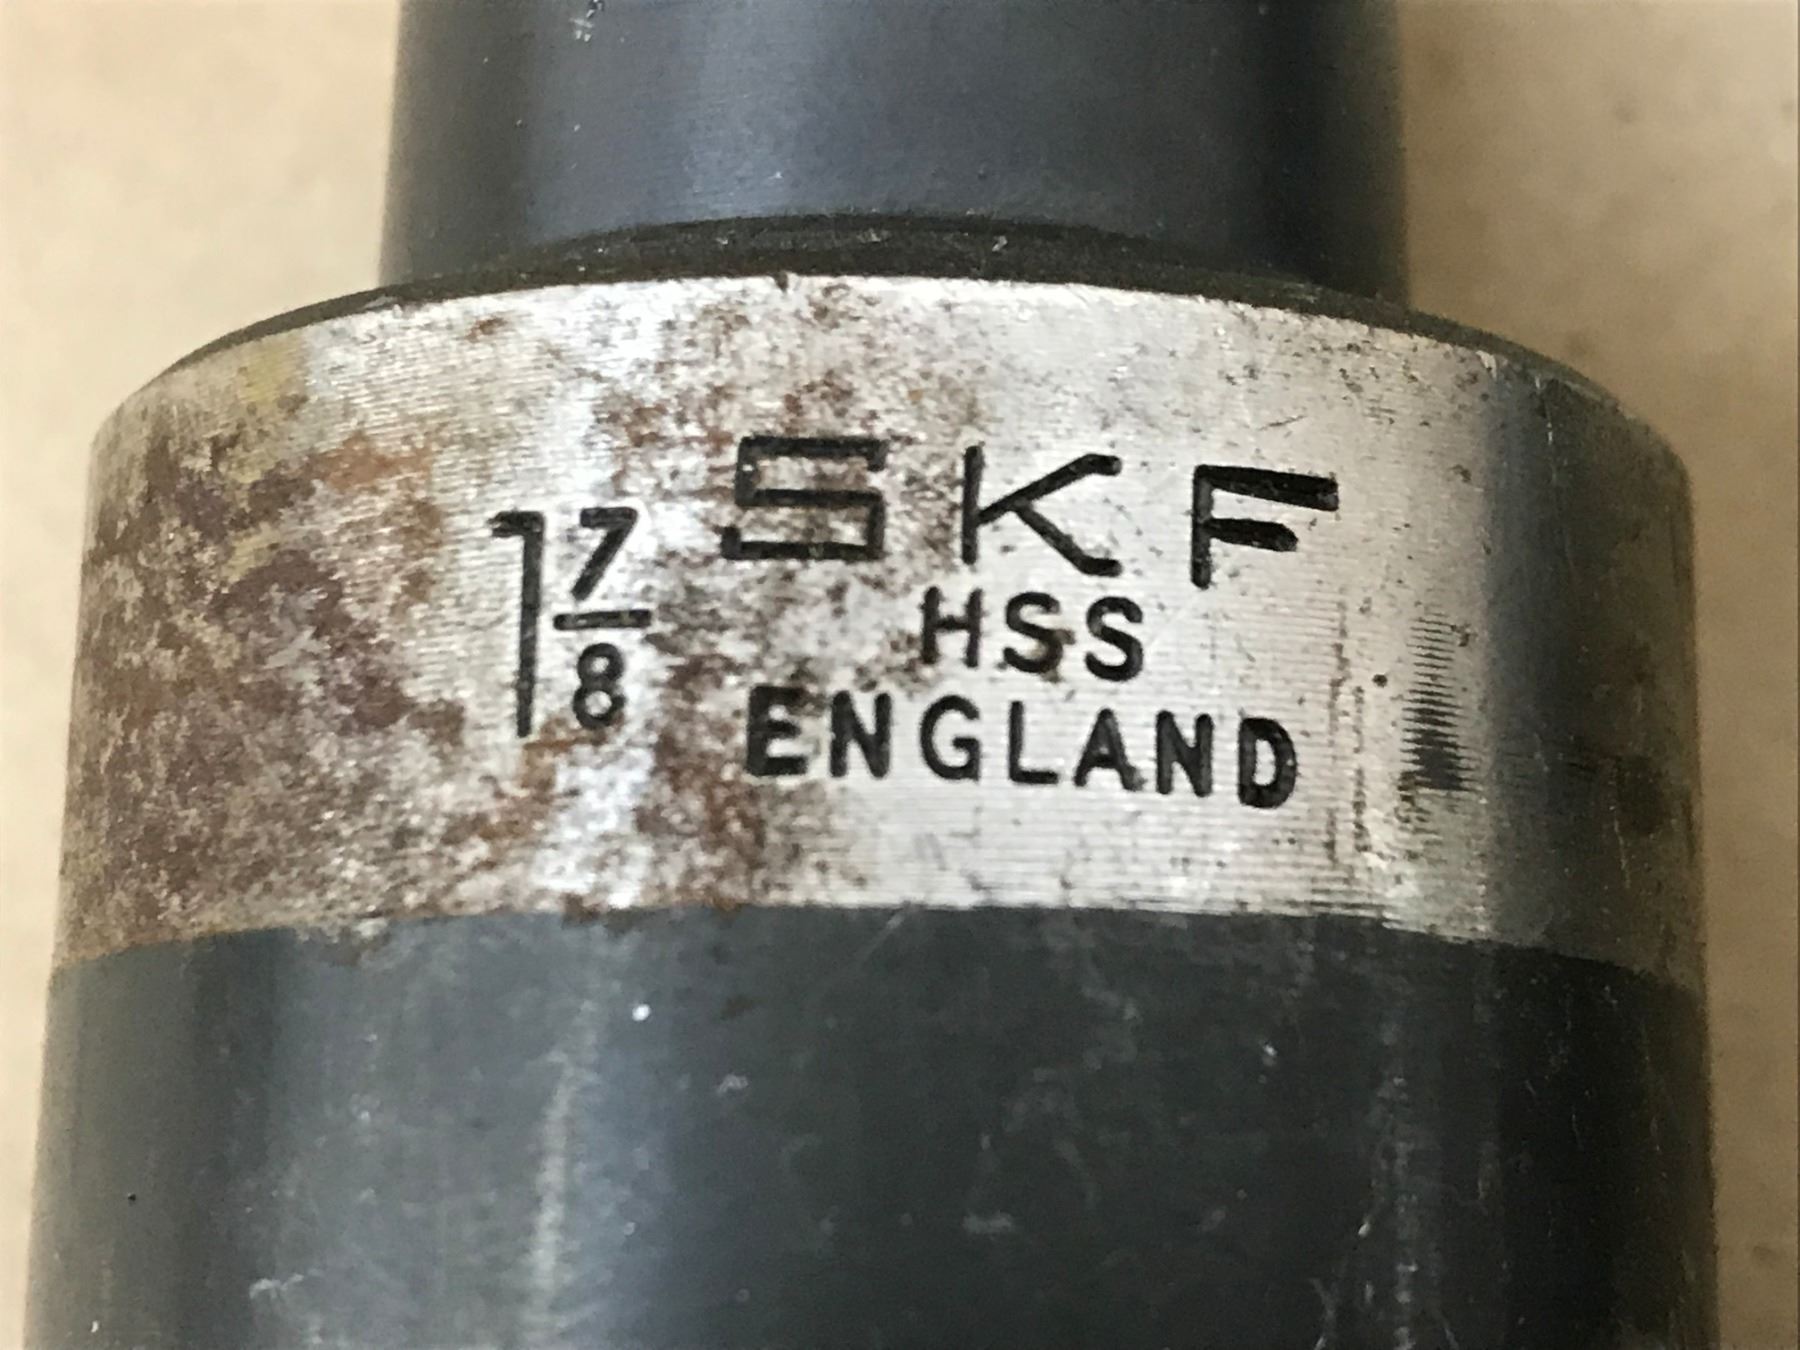 SKF
1 7/8
HSS
ENGLAND